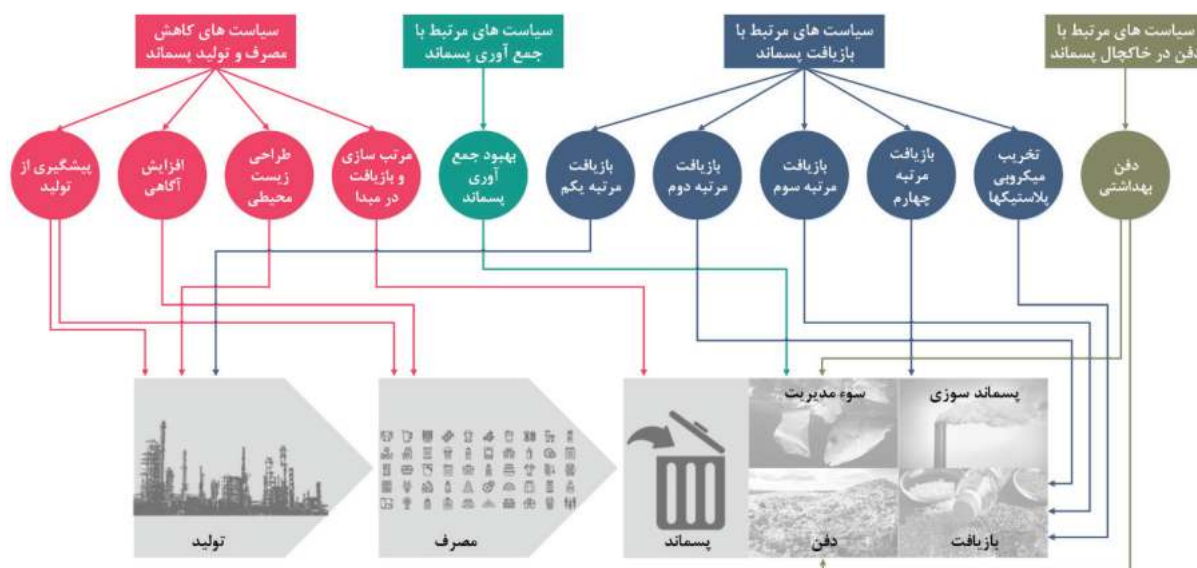 سیاست های کاهش
مصرف و تولید پسماند
سیاست های مرتبط با
جمع آوری پسماند
سیاست های مرتبط با
بازیافت پسماند
سیاست های مرتبط با
دفن در خاکچال پسماند
پیشگیری از
تولید
افزایش
آگاهی
طراحی
زیست
محیطی
مرتب سازی
و بازیافت
در مبدا
بهبود جمع
آوری
پسماند
بازیافت
مرتبه یکم
بازیافت
مرتبه دوم
بازیافت
مرتبه سوم
بازیافت
مرتبه
چهارم
تخریب
میکروبی
پلاستیکها
دفن
بهداشتی
سوء مدیریت
پسماند سوزی
تولید
مصرف
پسماند
دفن
بازیافت